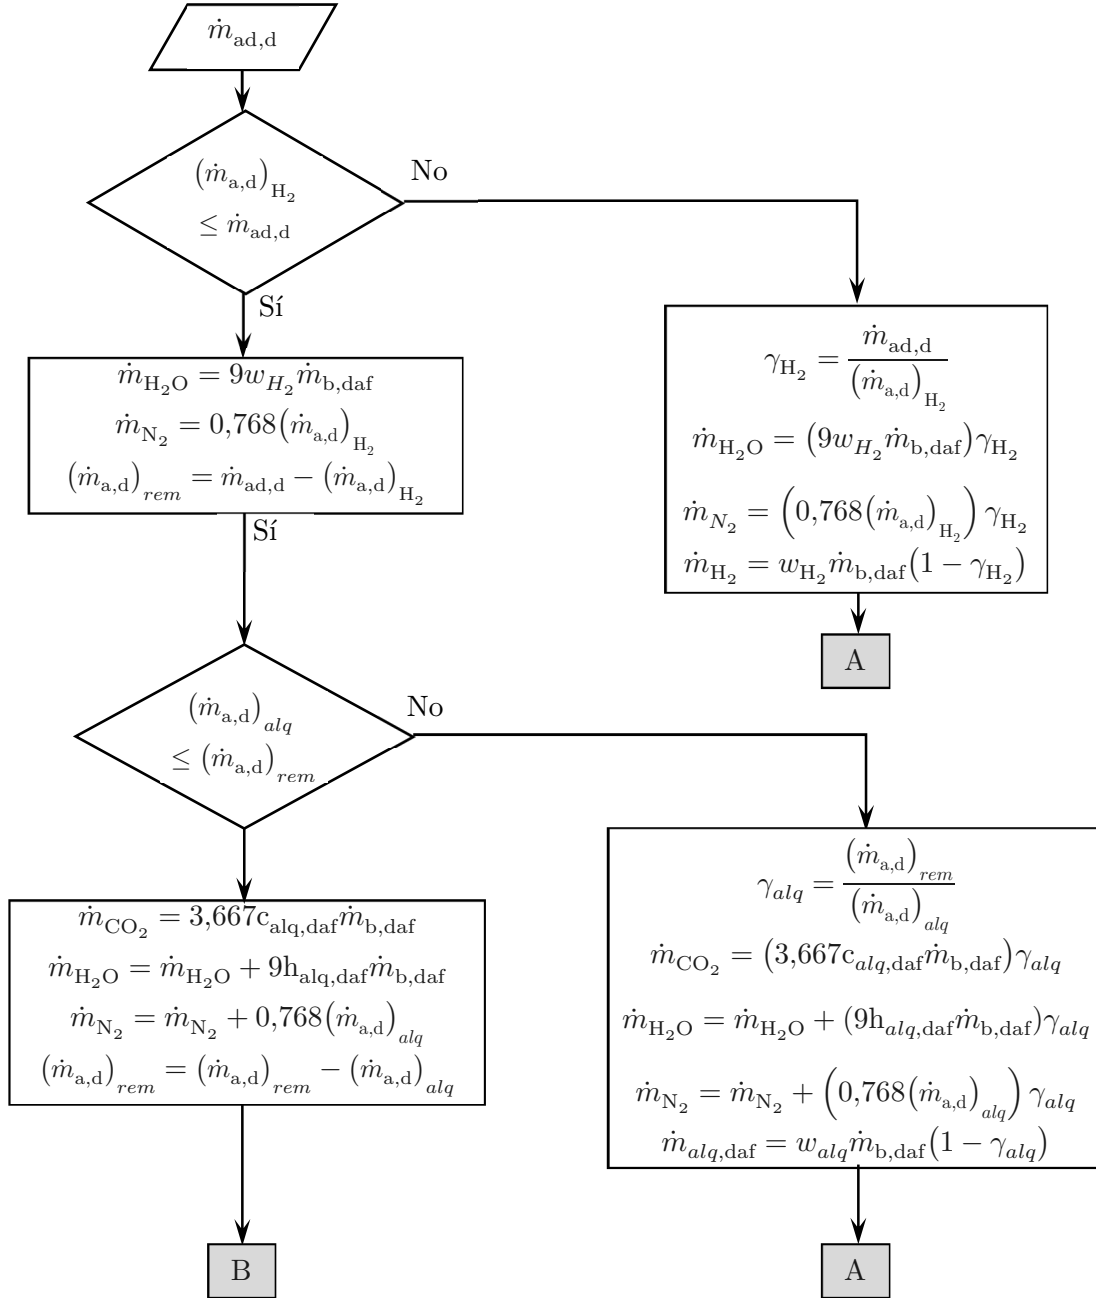 ṁ_ad,d
(ṁ_a,d)_H₂
≤ ṁ_ad,d
No
Sí
ṁ_H₂O = 9w_H₂ ṁ_b,daf
ṁ_N₂ = 0,768(ṁ_a,d)_H₂
(ṁ_a,d)_rem = ṁ_ad,d − (ṁ_a,d)_H₂
γ_H₂ = ṁ_ad,d / (ṁ_a,d)_H₂
ṁ_H₂O = (9w_H₂ ṁ_b,daf)γ_H₂
ṁ_N₂ = (0,768(ṁ_a,d)_H₂) γ_H₂
ṁ_H₂ = w_H₂ ṁ_b,daf(1 − γ_H₂)
A
Sí
(ṁ_a,d)_alq
≤ (ṁ_a,d)_rem
No
ṁ_CO₂ = 3,667c_alq,daf ṁ_b,daf
ṁ_H₂O = ṁ_H₂O + 9h_alq,daf ṁ_b,daf
ṁ_N₂ = ṁ_N₂ + 0,768(ṁ_a,d)_alq
(ṁ_a,d)_rem = (ṁ_a,d)_rem − (ṁ_a,d)_alq
γ_alq = (ṁ_a,d)_rem / (ṁ_a,d)_alq
ṁ_CO₂ = (3,667c_alq,daf ṁ_b,daf)γ_alq
ṁ_H₂O = ṁ_H₂O + (9h_alq,daf ṁ_b,daf)γ_alq
ṁ_N₂ = ṁ_N₂ + (0,768(ṁ_a,d)_alq) γ_alq
ṁ_alq,daf = w_alq ṁ_b,daf(1 − γ_alq)
B
A